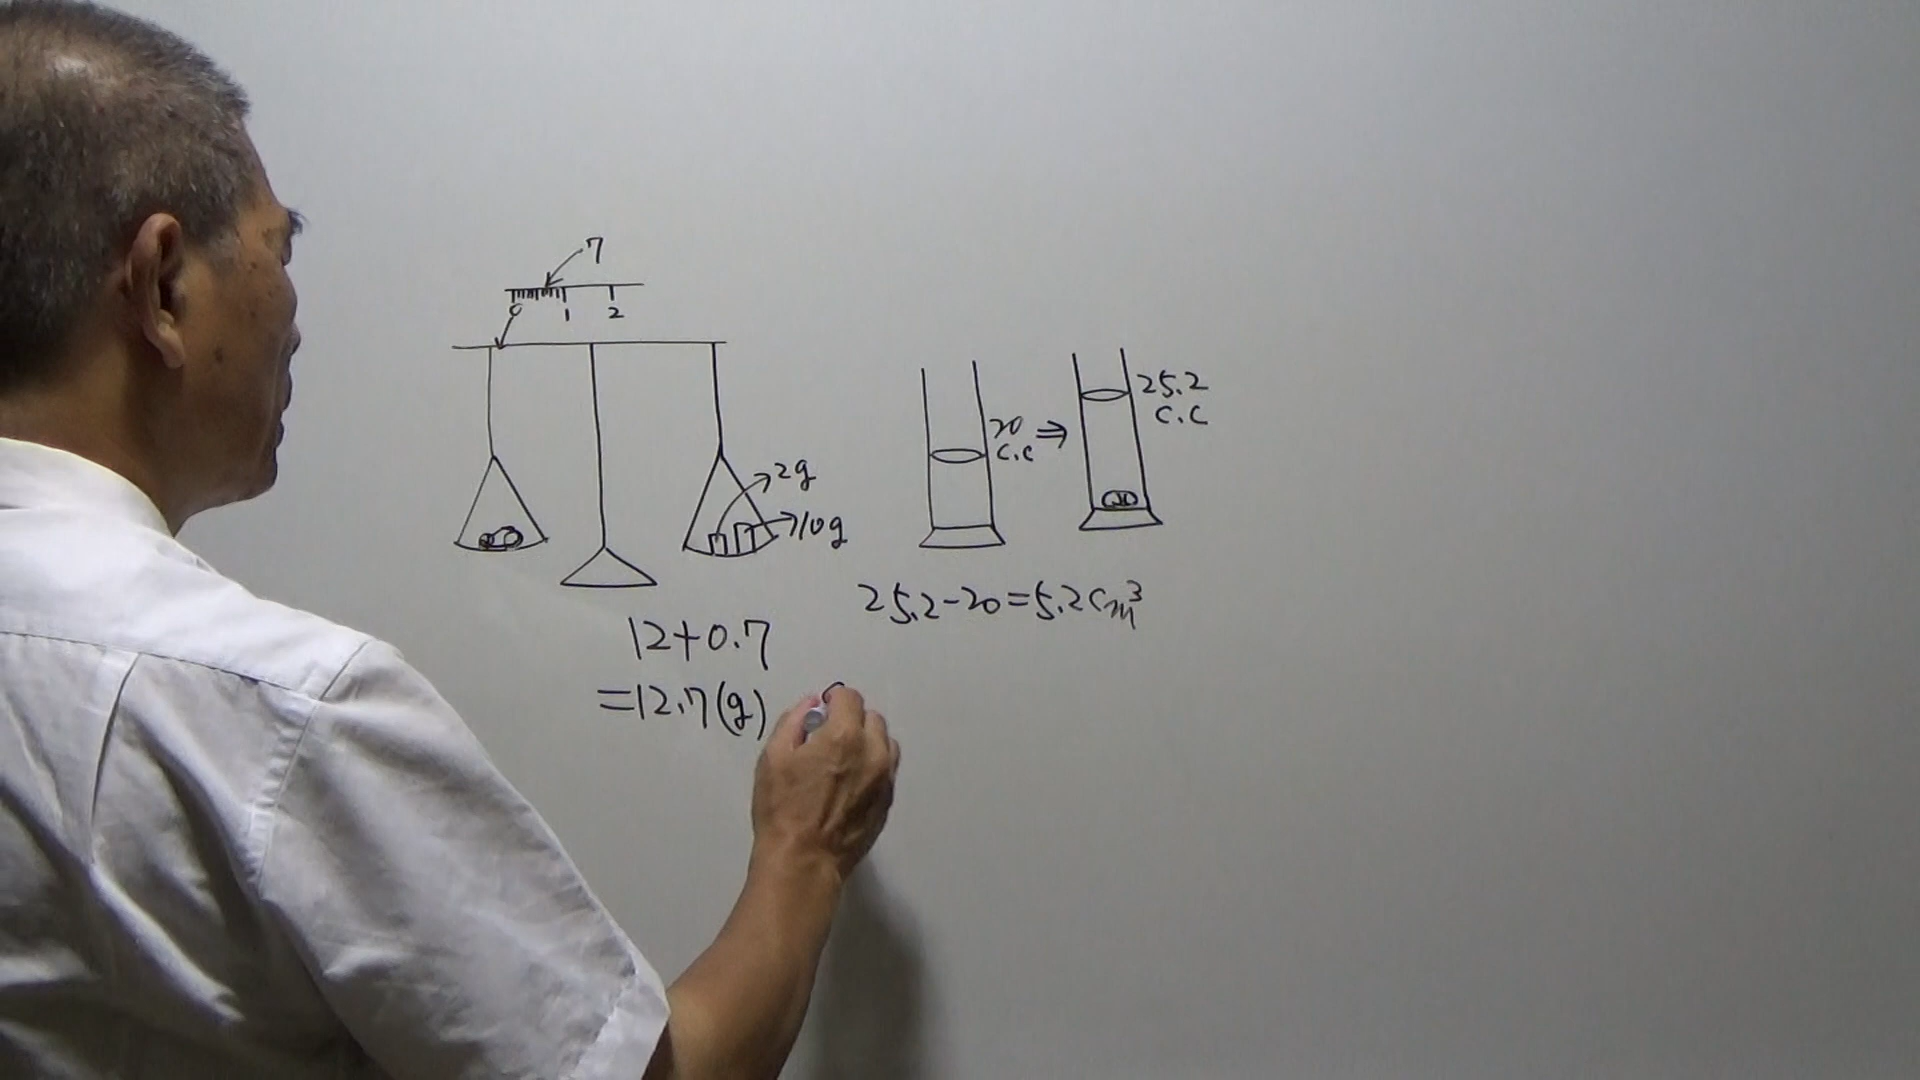 7
0 1 2
2g
10g
20
c.c
⇒
25.2
c.c
25.2-20=5.2cm³
12+0.7
=12.7(g)